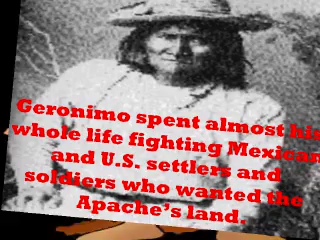 Geronimo spent almost his
whole life fighting Mexican
and U.S. settlers and
soldiers who wanted the
Apache's land.